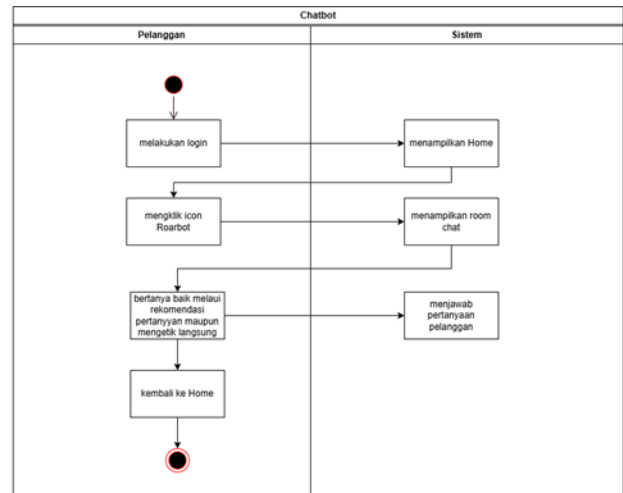 Chatbot
Pelanggan
Sistem
melakukan login
menampilkan Home
mengklik icon
Roarbot
menampilkan room
chat
bertanya baik melaui
rekomendasi
pertanyyan maupun
mengetik langsung
menjawab
pertanyaan
pelanggan
kembali ke Home